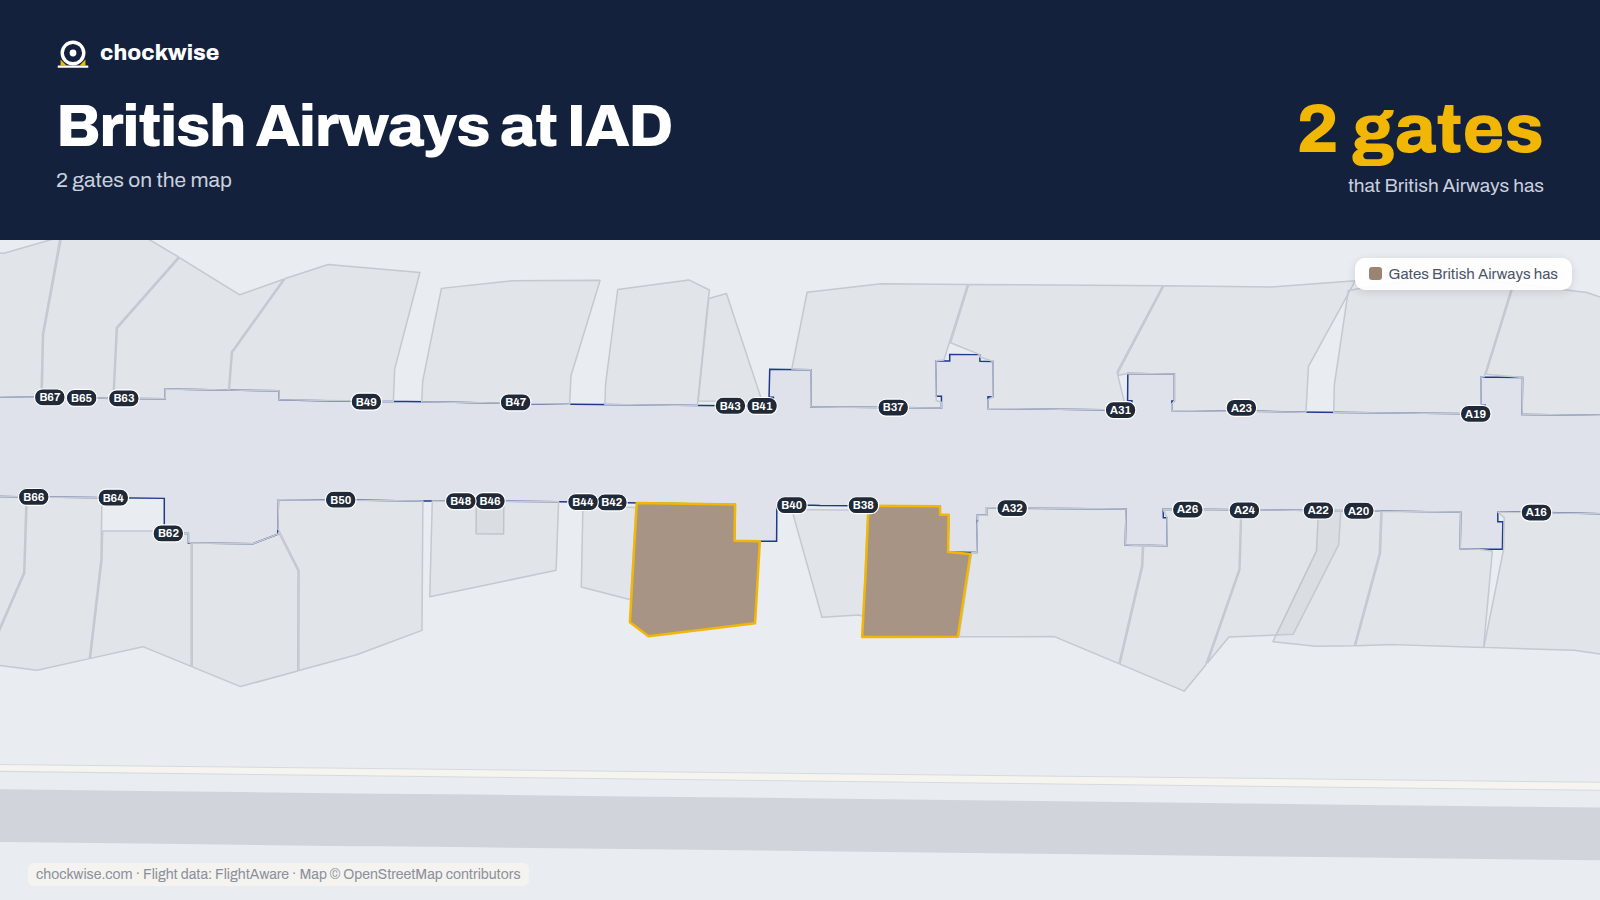 chockwise
British Airways at IAD
2 gates on the map
2 gates
that British Airways has
Gates British Airways has
B67 B65 B63 B49 B47 B43 B41 B37 A31 A23 A19
B66 B64 B62 B50 B48 B46 B44 B42 B40 B38 A32 A26 A24 A22 A20 A16
chockwise.com · Flight data: FlightAware · Map © OpenStreetMap contributors